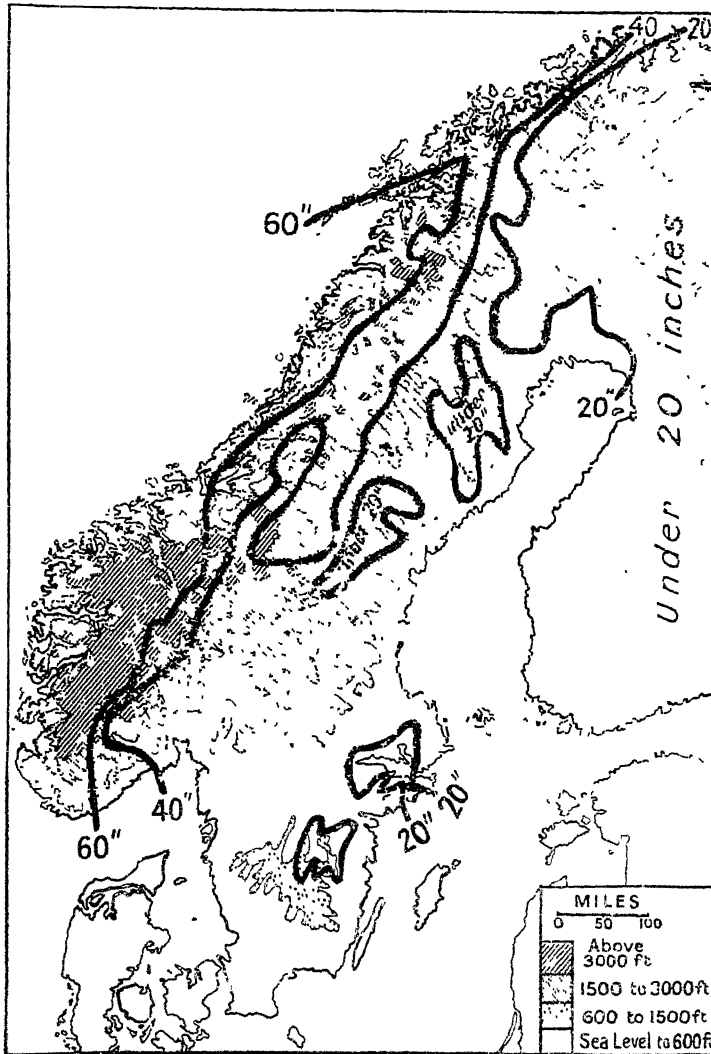 40
20
60"
Under 20 inches
20"
under
20"
under 20"
20"
20"
40"
60"
MILES
0 50 100
Above
3000 ft
1500 to 3000ft
600 to 1500ft
Sea Level to 600ft